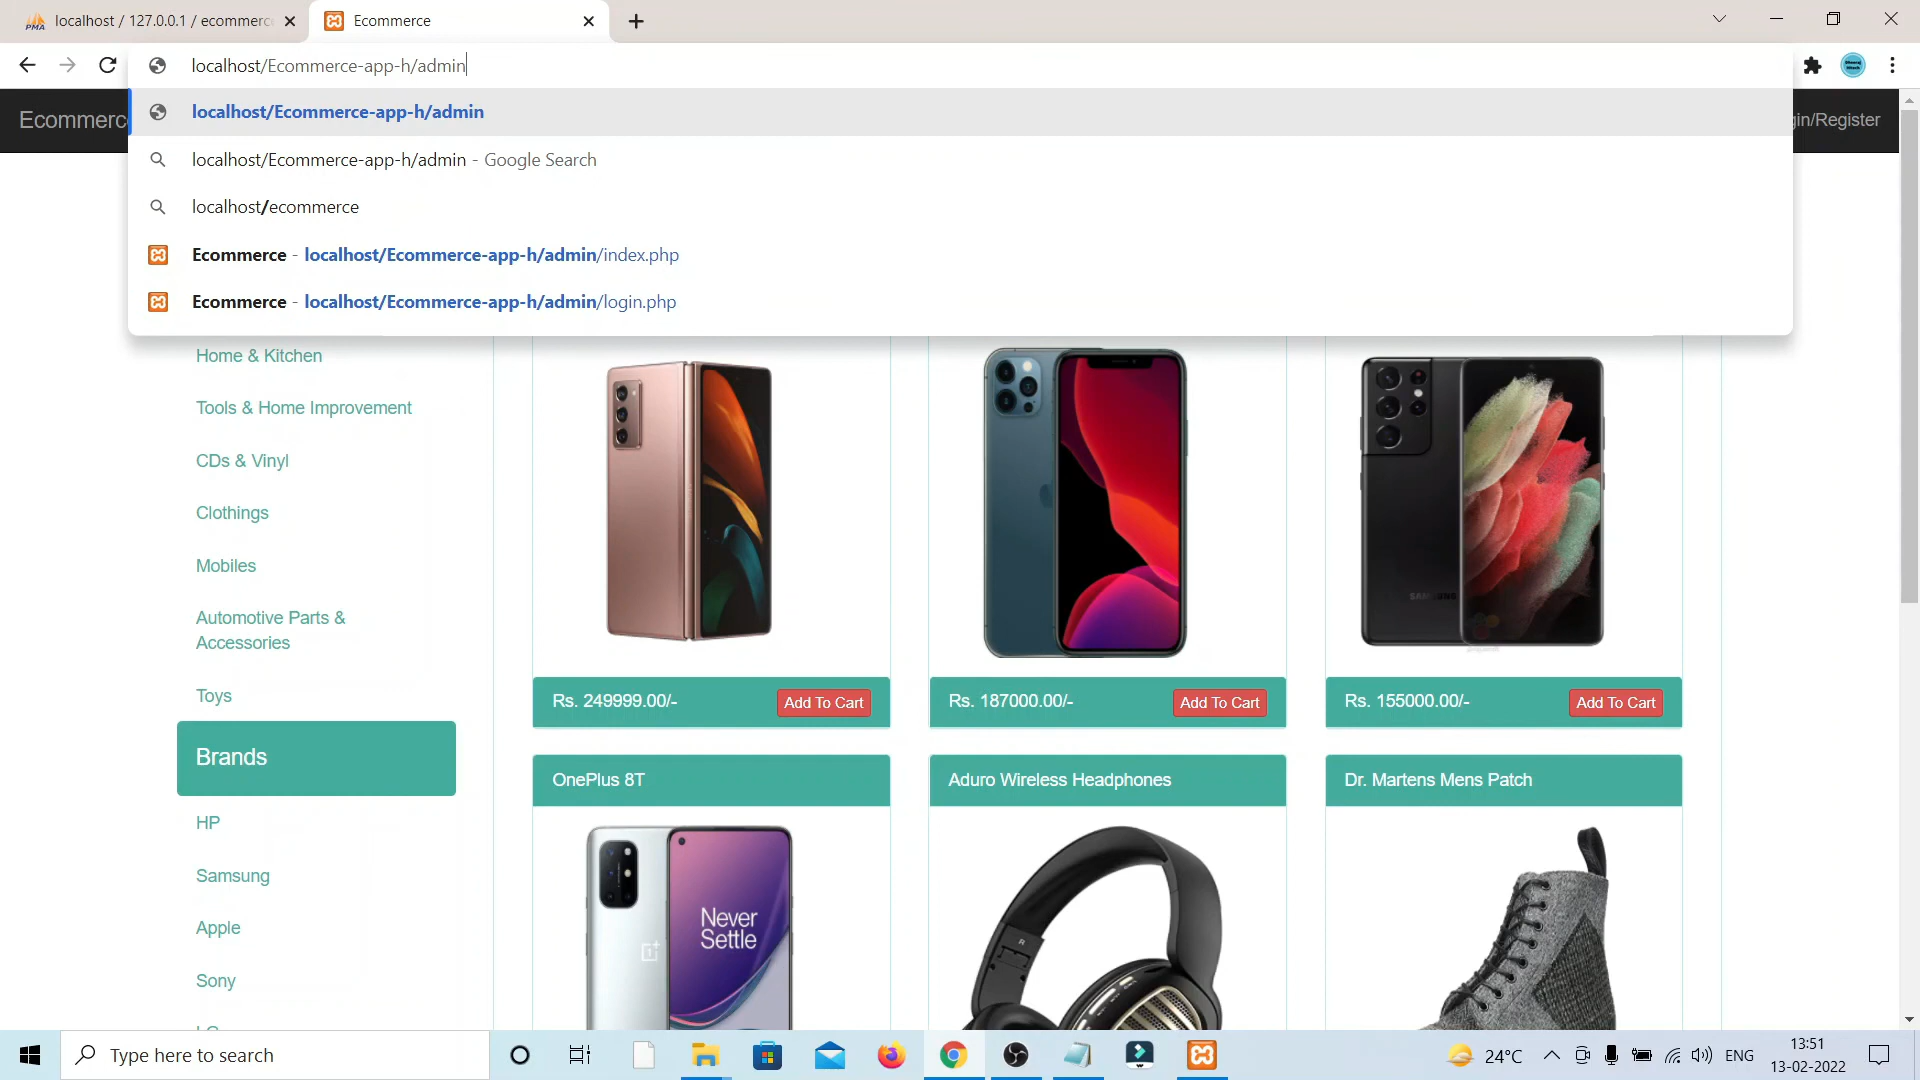 localhost / 127.0.0.1 / ecommerc
Ecommerce
localhost/Ecommerce-app-h/admin
localhost/Ecommerce-app-h/admin
localhost/Ecommerce-app-h/admin - Google Search
localhost/ecommerce
Ecommerce - localhost/Ecommerce-app-h/admin/index.php
Ecommerce - localhost/Ecommerce-app-h/admin/login.php
Ecommerc
gin/Register
Home & Kitchen
Tools & Home Improvement
CDs & Vinyl
Clothings
Mobiles
Automotive Parts &
Accessories
Toys
Brands
HP
Samsung
Apple
Sony
SAMSUNG
Rs. 249999.00/-
Add To Cart
Rs. 187000.00/-
Add To Cart
Rs. 155000.00/-
Add To Cart
OnePlus 8T
Aduro Wireless Headphones
Dr. Martens Mens Patch
Never
Settle
R
Type here to search
24°C
ENG
13:51
13-02-2022